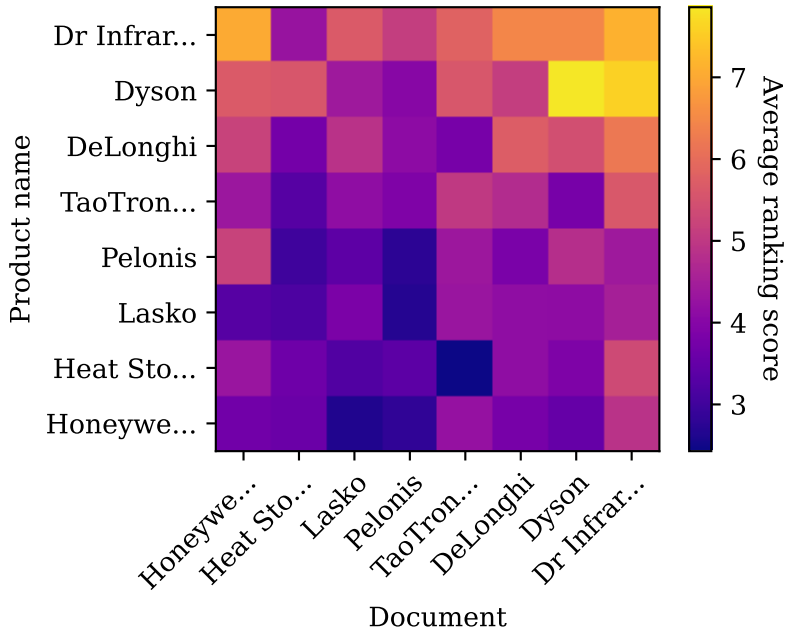 Product name
Dr Infrar...
Dyson
DeLonghi
TaoTron...
Pelonis
Lasko
Heat Sto...
Honeywe...
Honeywe...
Heat Sto...
Lasko
Pelonis
TaoTron...
DeLonghi
Dyson
Dr Infrar...
Document
7
6
5
4
3
Average ranking score